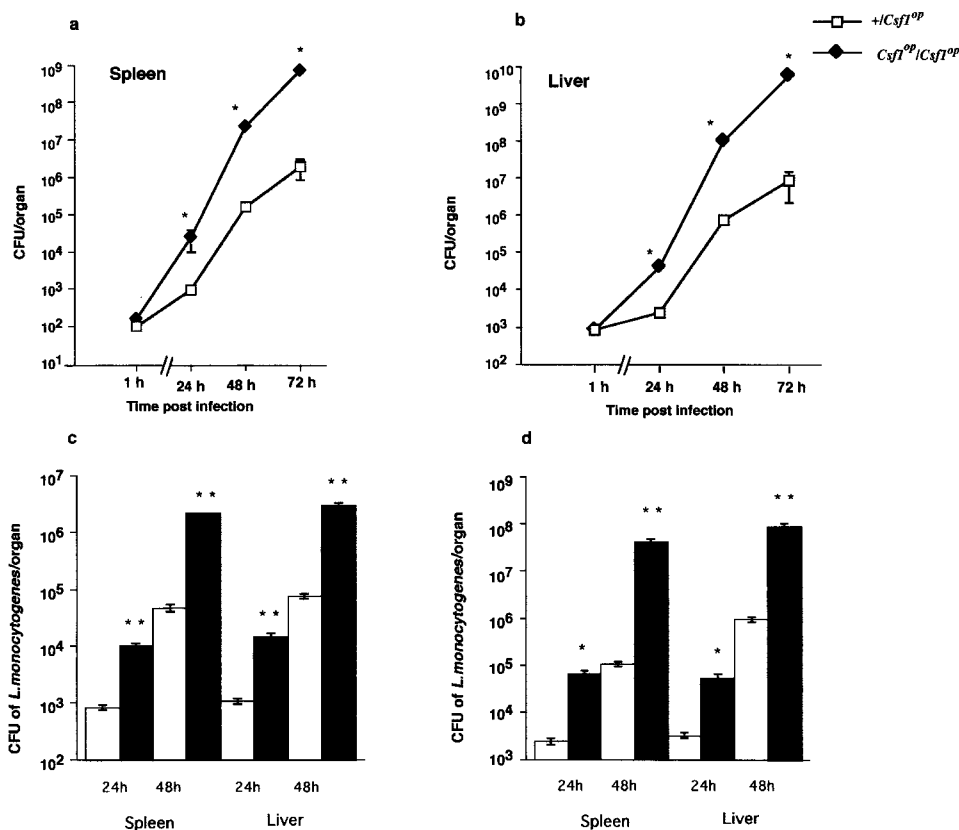 a
b
+/Csf1ᵒᵖ
Csf1ᵒᵖ/Csf1ᵒᵖ
Spleen
CFU/organ
10⁹
10⁸
10⁷
10⁶
10⁵
10⁴
10³
10²
10¹
*
*
*
1 h
24 h
48 h
72 h
Time post infection
Liver
CFU/organ
10¹⁰
10⁹
10⁸
10⁷
10⁶
10⁵
10⁴
10³
10²
*
*
*
1 h
24 h
48 h
72 h
Time post infection
c
CFU of L.monocytogenes/organ
10⁷
10⁶
10⁵
10⁴
10³
10²
* *
* *
* *
* *
24h
48h
24h
48h
Spleen
Liver
d
CFU of L.monocytogenes/organ
10⁹
10⁸
10⁷
10⁶
10⁵
10⁴
10³
*
* *
*
* *
24h
48h
24h
48h
Spleen
Liver